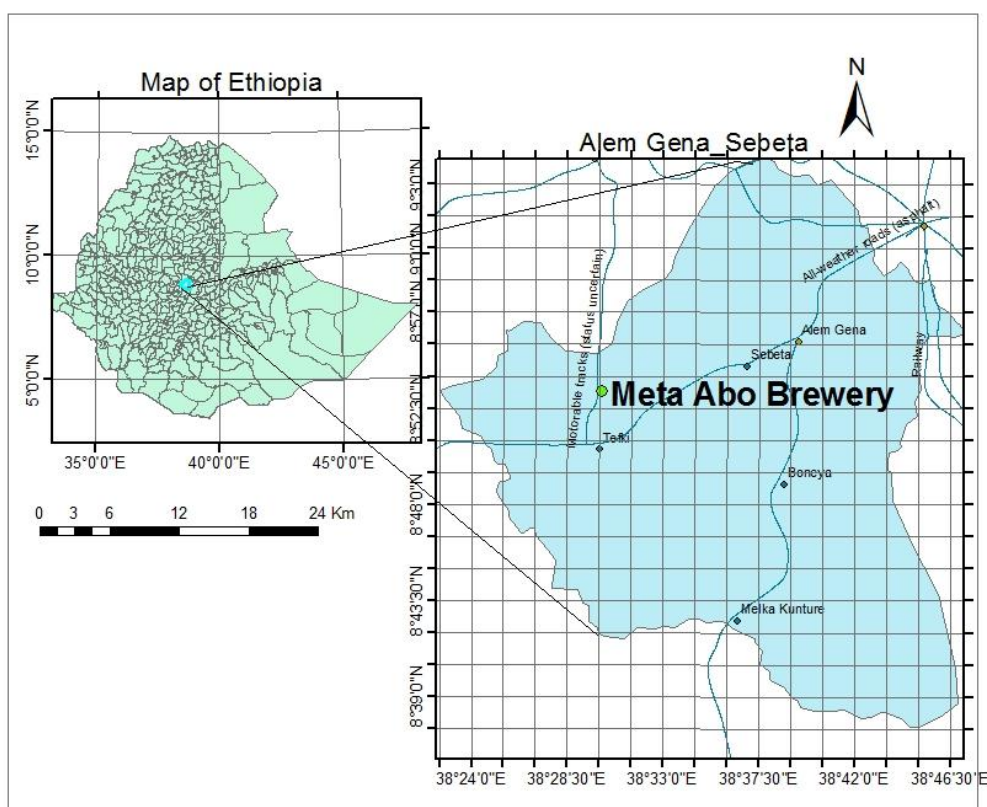 Map of Ethiopia
15°0'0"N
10°0'0"N
5°0'0"N
35°0'0"E
40°0'0"E
45°0'0"E
0 3 6 12 18 24 Km
N
Alem Gena_Sebeta
9°3'0"N
8°57'0"N
8°52'30"N
8°48'0"N
8°43'30"N
8°39'0"N
All-weather roads (asphalt)
Motorable tracks (status uncertain)
Railway
Alem Gena
Sebeta
Meta Abo Brewery
Tefki
Boneya
Melka Kunture
38°24'0"E
38°28'30"E
38°33'0"E
38°37'30"E
38°42'0"E
38°46'30"E